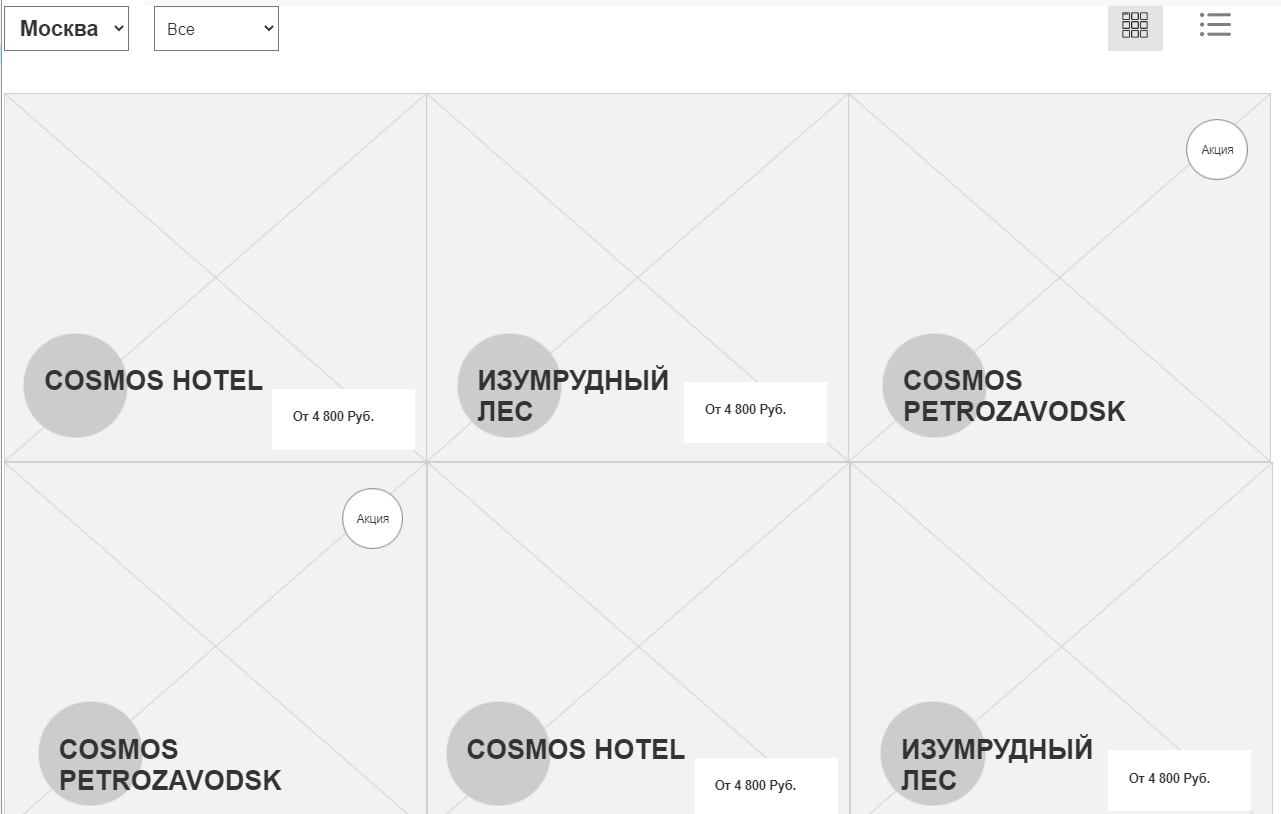 Москва
Все
Акция
COSMOS HOTEL
От 4 800 Руб.
ИЗУМРУДНЫЙ
ЛЕС
От 4 800 Руб.
COSMOS
PETROZAVODSK
Акция
COSMOS
PETROZAVODSK
COSMOS HOTEL
От 4 800 Руб.
ИЗУМРУДНЫЙ
ЛЕС
От 4 800 Руб.